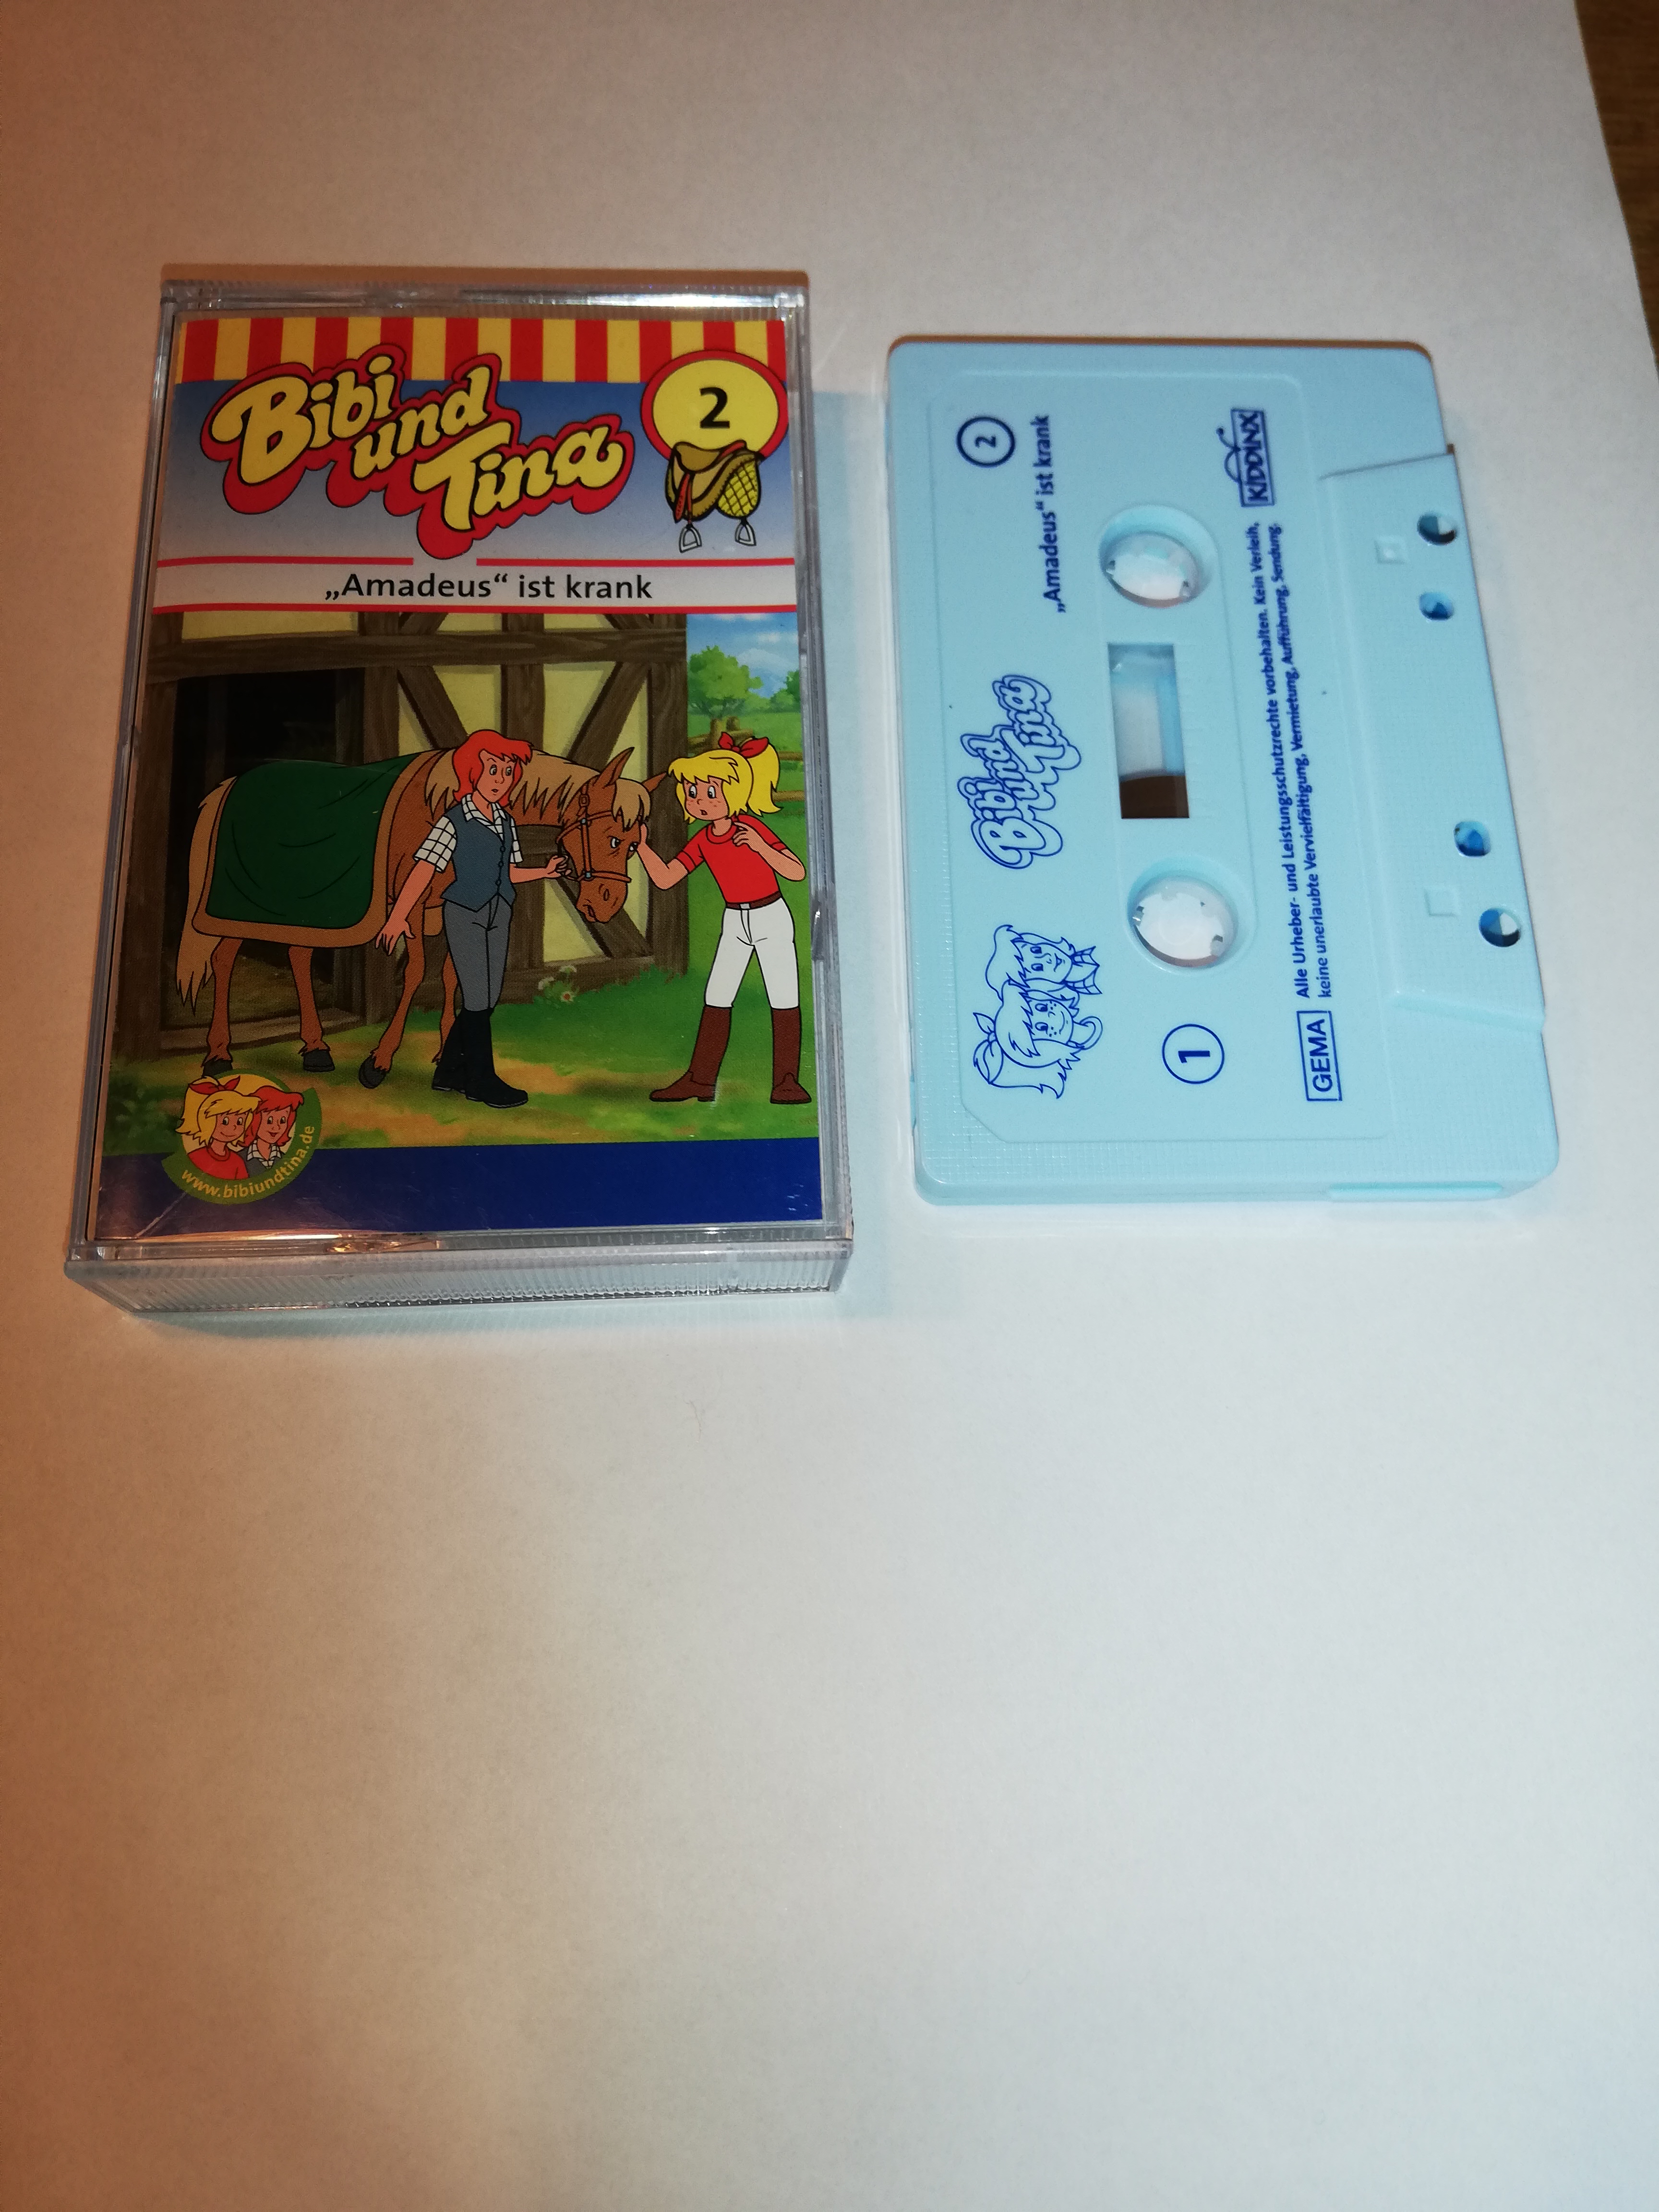 Bibi
und
Tina
2
„Amadeus“ ist krank
www.bibiundtina.de
2
„Amadeus“ ist krank
Bibi
und
Tina
1
KIDDINX
GEMA
Alle Urheber- und Leistungsschutzrechte vorbehalten. Kein Verleih,
keine unerlaubte Vervielfältigung, Vermietung, Aufführung, Sendung.